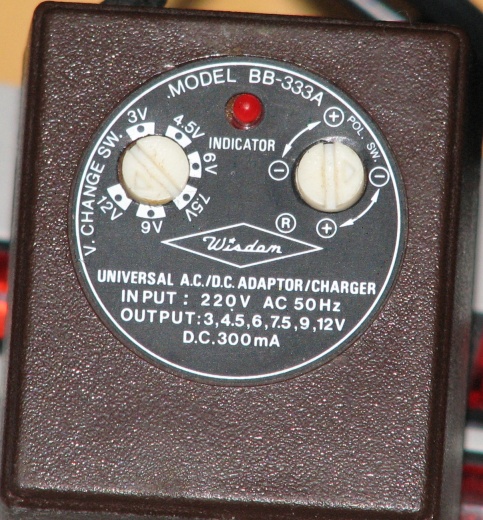 .MODEL BB-333A
V. CHANGE SW.
3V
4.5V
6V
7.5V
9V
12V
INDICATOR
+ POL. SW.
- -
+
®
Wisdom
UNIVERSAL A.C./D.C. ADAPTOR/CHARGER
INPUT: 220V AC 50Hz
OUTPUT:3,4.5,6,7.5,9,12V
D.C.300mA